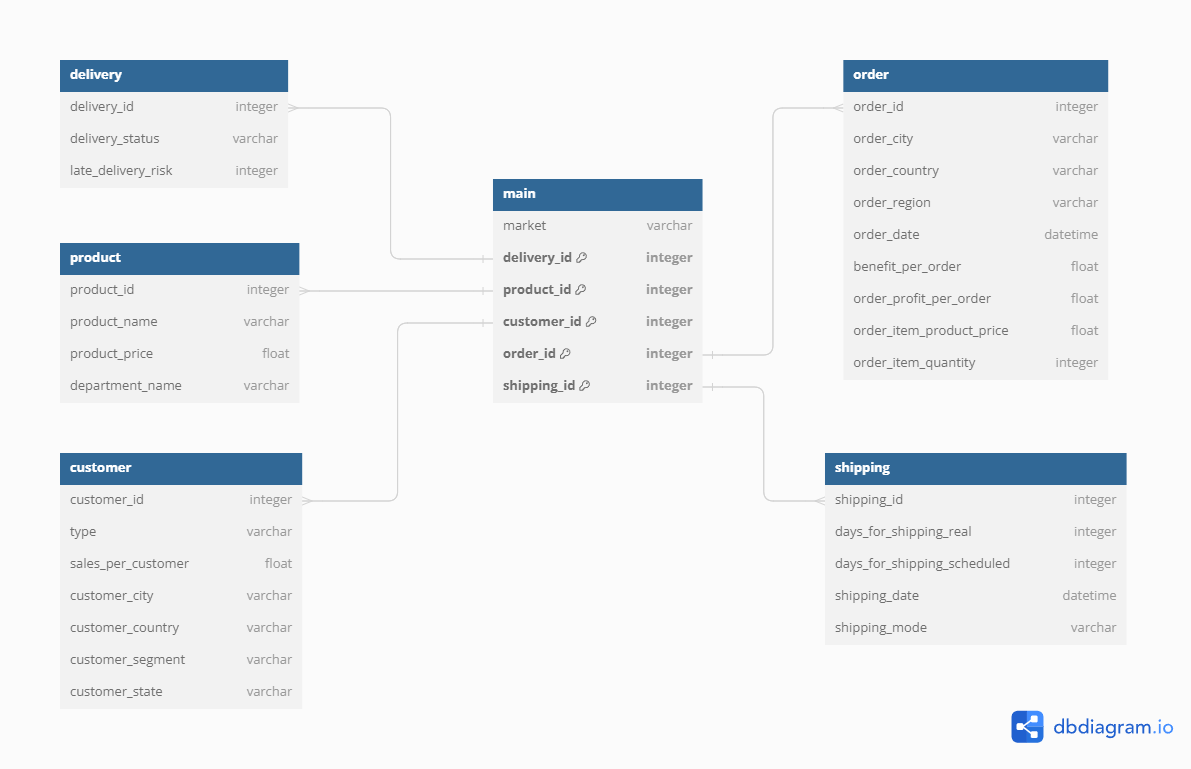 delivery
delivery_id integer
delivery_status varchar
late_delivery_risk integer
product
product_id integer
product_name varchar
product_price float
department_name varchar
customer
customer_id integer
type varchar
sales_per_customer float
customer_city varchar
customer_country varchar
customer_segment varchar
customer_state varchar
main
market varchar
delivery_id integer
product_id integer
customer_id integer
order_id integer
shipping_id integer
order
order_id integer
order_city varchar
order_country varchar
order_region varchar
order_date datetime
benefit_per_order float
order_profit_per_order float
order_item_product_price float
order_item_quantity integer
shipping
shipping_id integer
days_for_shipping_real integer
days_for_shipping_scheduled integer
shipping_date datetime
shipping_mode varchar
dbdiagram.io